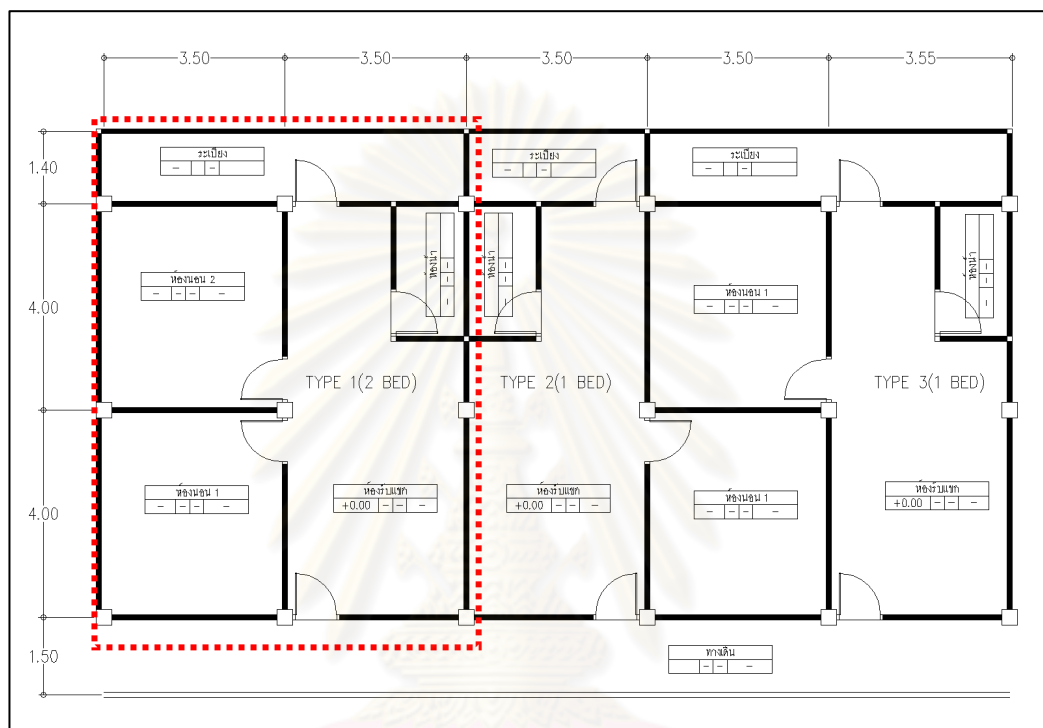 3.50 3.50 3.50 3.50 3.55
1.40
ระเบียง
– –
ระเบียง
– –
ระเบียง
– –
ห้องน้ำ
– – –
ห้องน้ำ
– – –
ห้องน้ำ
– – –
4.00
ห้องนอน 2
– – – –
ห้องนอน 1
– – – –
TYPE 1(2 BED)
TYPE 2(1 BED)
TYPE 3(1 BED)
4.00
ห้องนอน 1
– – – –
ห้องรับแขก
+0.00 – – –
ห้องรับแขก
+0.00 – – –
ห้องนอน 1
– – – –
ห้องรับแขก
+0.00 – – –
1.50
ทางเดิน
– – –